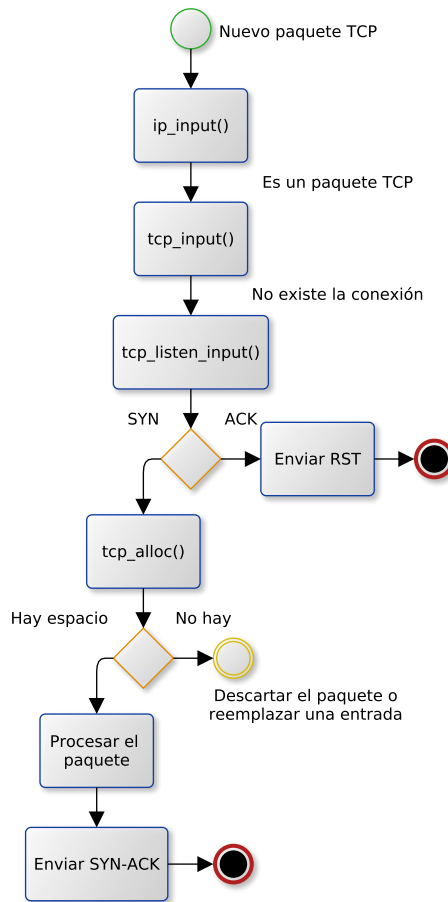 Nuevo paquete TCP
ip_input()
Es un paquete TCP
tcp_input()
No existe la conexión
tcp_listen_input()
SYN
ACK
Enviar RST
tcp_alloc()
Hay espacio
No hay
Descartar el paquete o
reemplazar una entrada
Procesar el
paquete
Enviar SYN-ACK